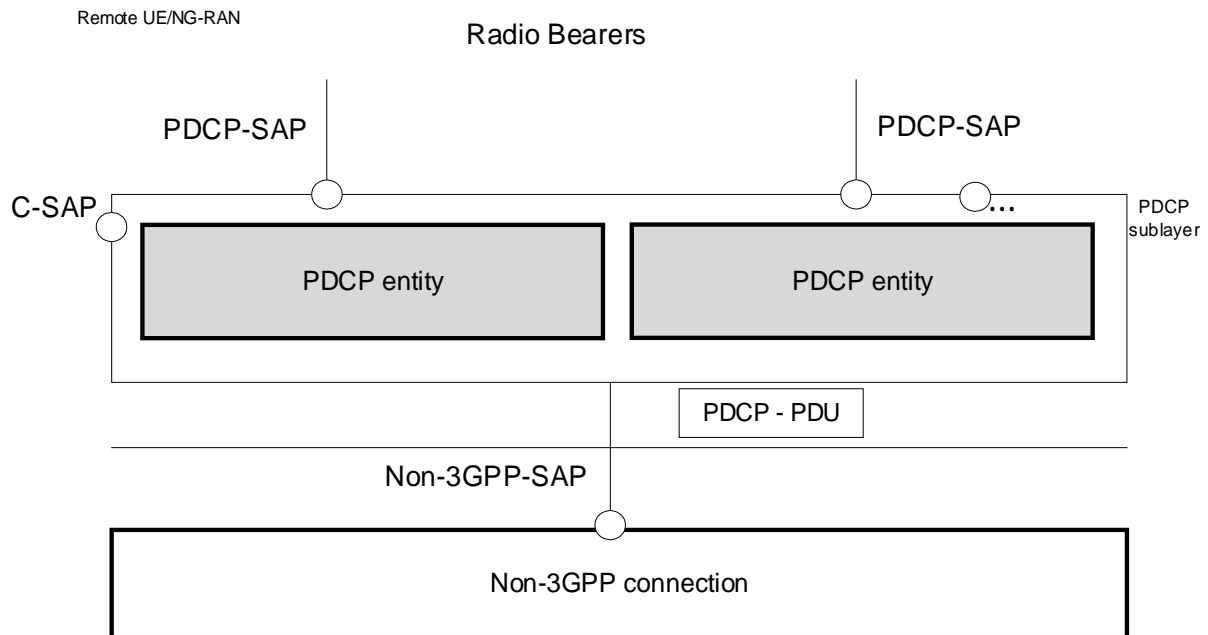 Remote UE/NG-RAN
Radio Bearers
PDCP-SAP
PDCP-SAP
C-SAP
...
PDCP
sublayer
PDCP entity
PDCP entity
PDCP - PDU
Non-3GPP-SAP
Non-3GPP connection